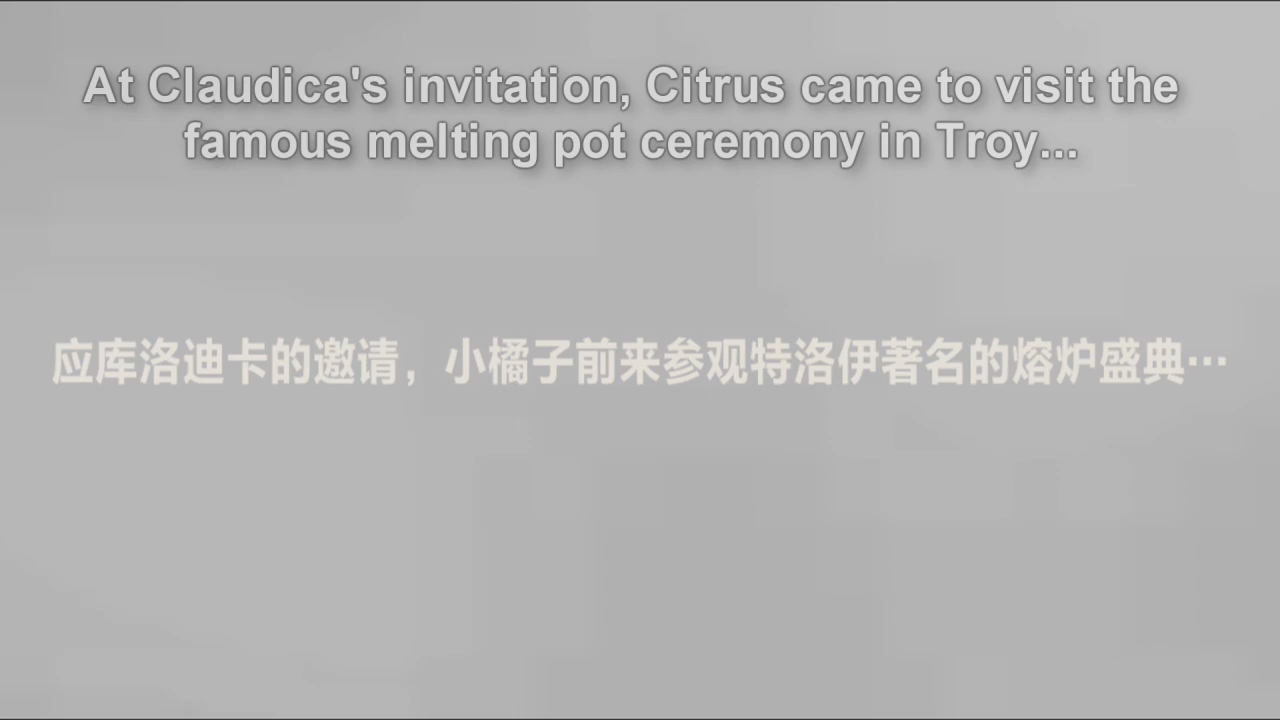 At Claudica's invitation, Citrus came to visit the
famous melting pot ceremony in Troy...
应库洛迪卡的邀请，小橘子前来参观特洛伊著名的熔炉盛典…